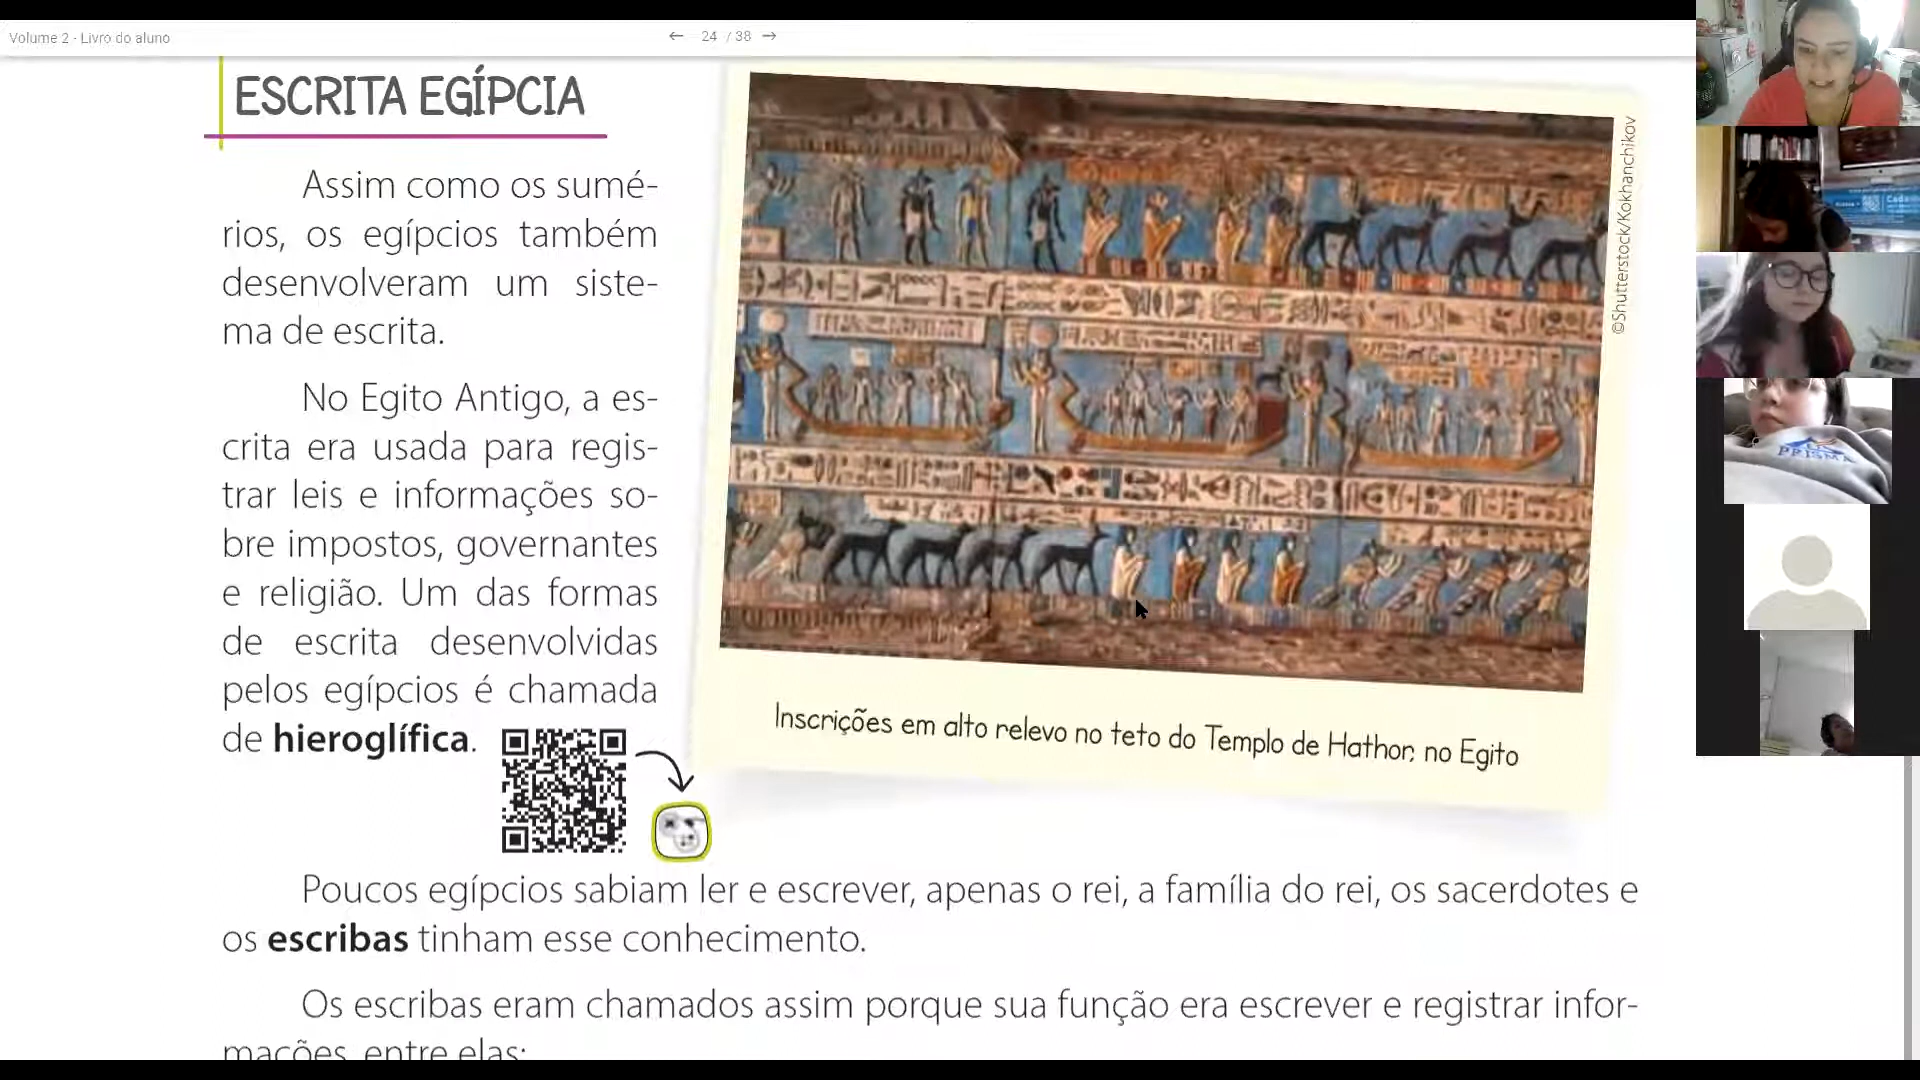 Volume 2 - Livro do aluno
← 24 / 38 →
ESCRITA EGÍPCIA
Assim como os sumé-
rios, os egípcios também
desenvolveram um siste-
ma de escrita.
No Egito Antigo, a es-
crita era usada para regis-
trar leis e informações so-
bre impostos, governantes
e religião. Um das formas
de escrita desenvolvidas
pelos egípcios é chamada
de hieroglífica.
©Shutterstock/Kokhanchikov
Inscrições em alto relevo no teto do Templo de Hathor, no Egito
Poucos egípcios sabiam ler e escrever, apenas o rei, a família do rei, os sacerdotes e
os escribas tinham esse conhecimento.
Os escribas eram chamados assim porque sua função era escrever e registrar infor-
mações, entre elas:
PRISMA